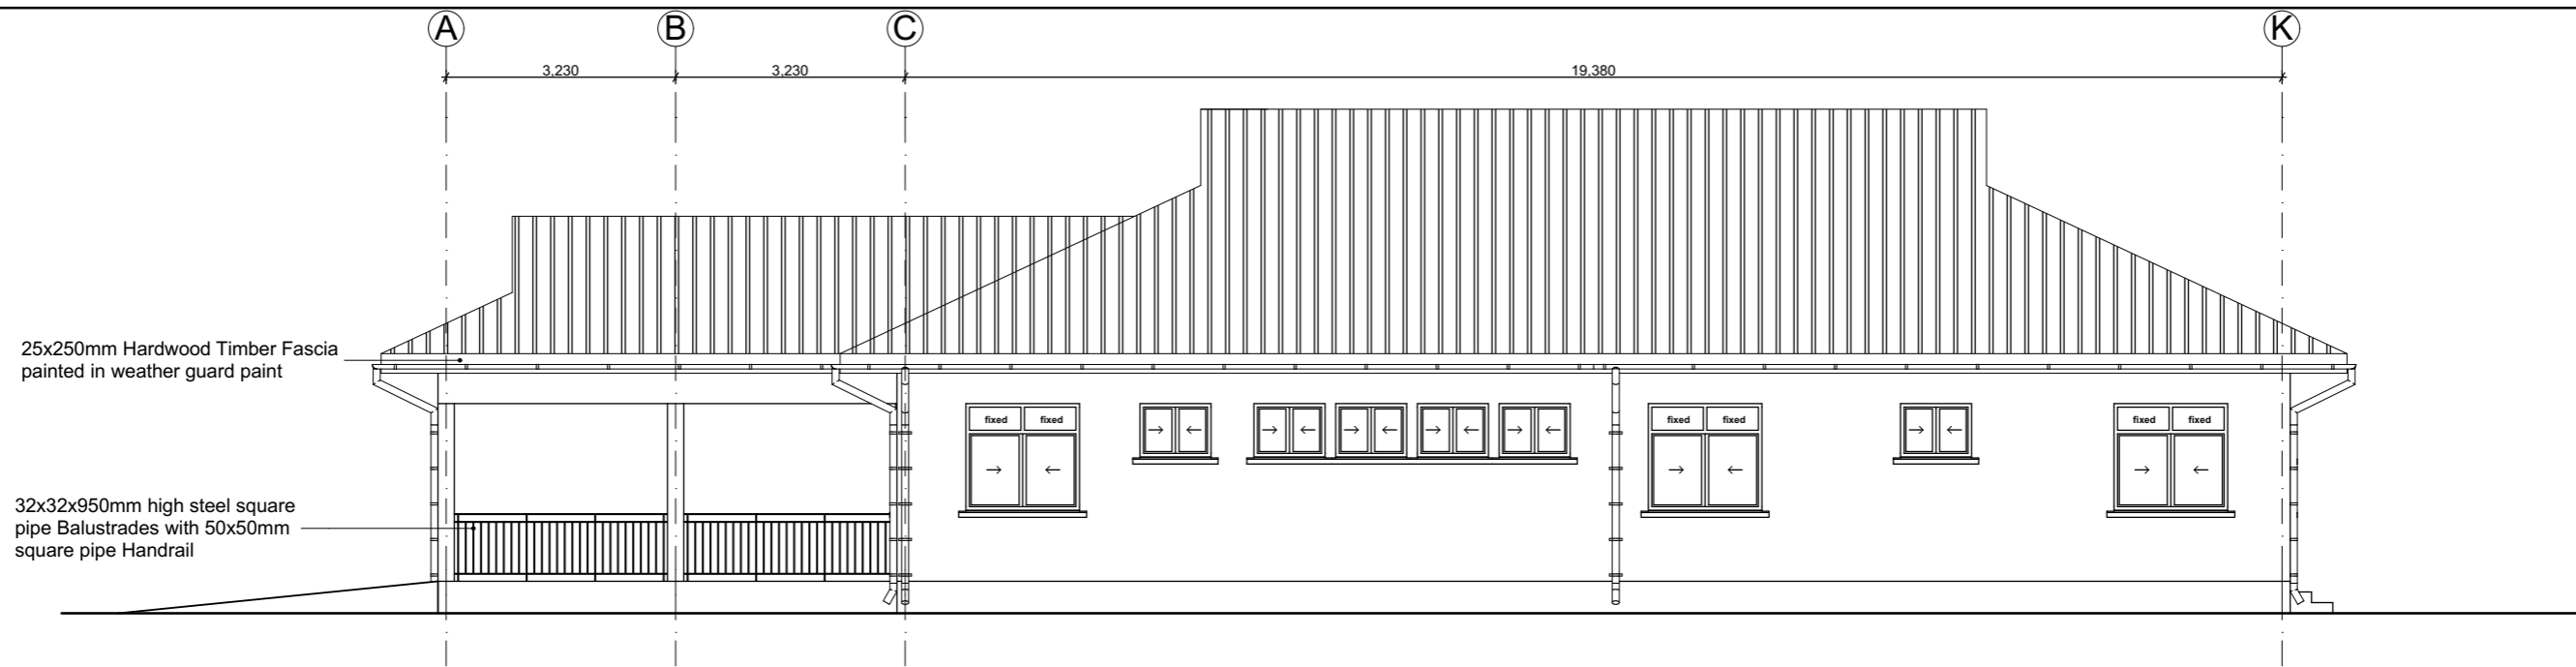 A
B
C
K
3,230
3,230
19,380
25x250mm Hardwood Timber Fascia
painted in weather guard paint
fixed
fixed
fixed
fixed
fixed
fixed
32x32x950mm high steel square
pipe Balustrades with 50x50mm
square pipe Handrail